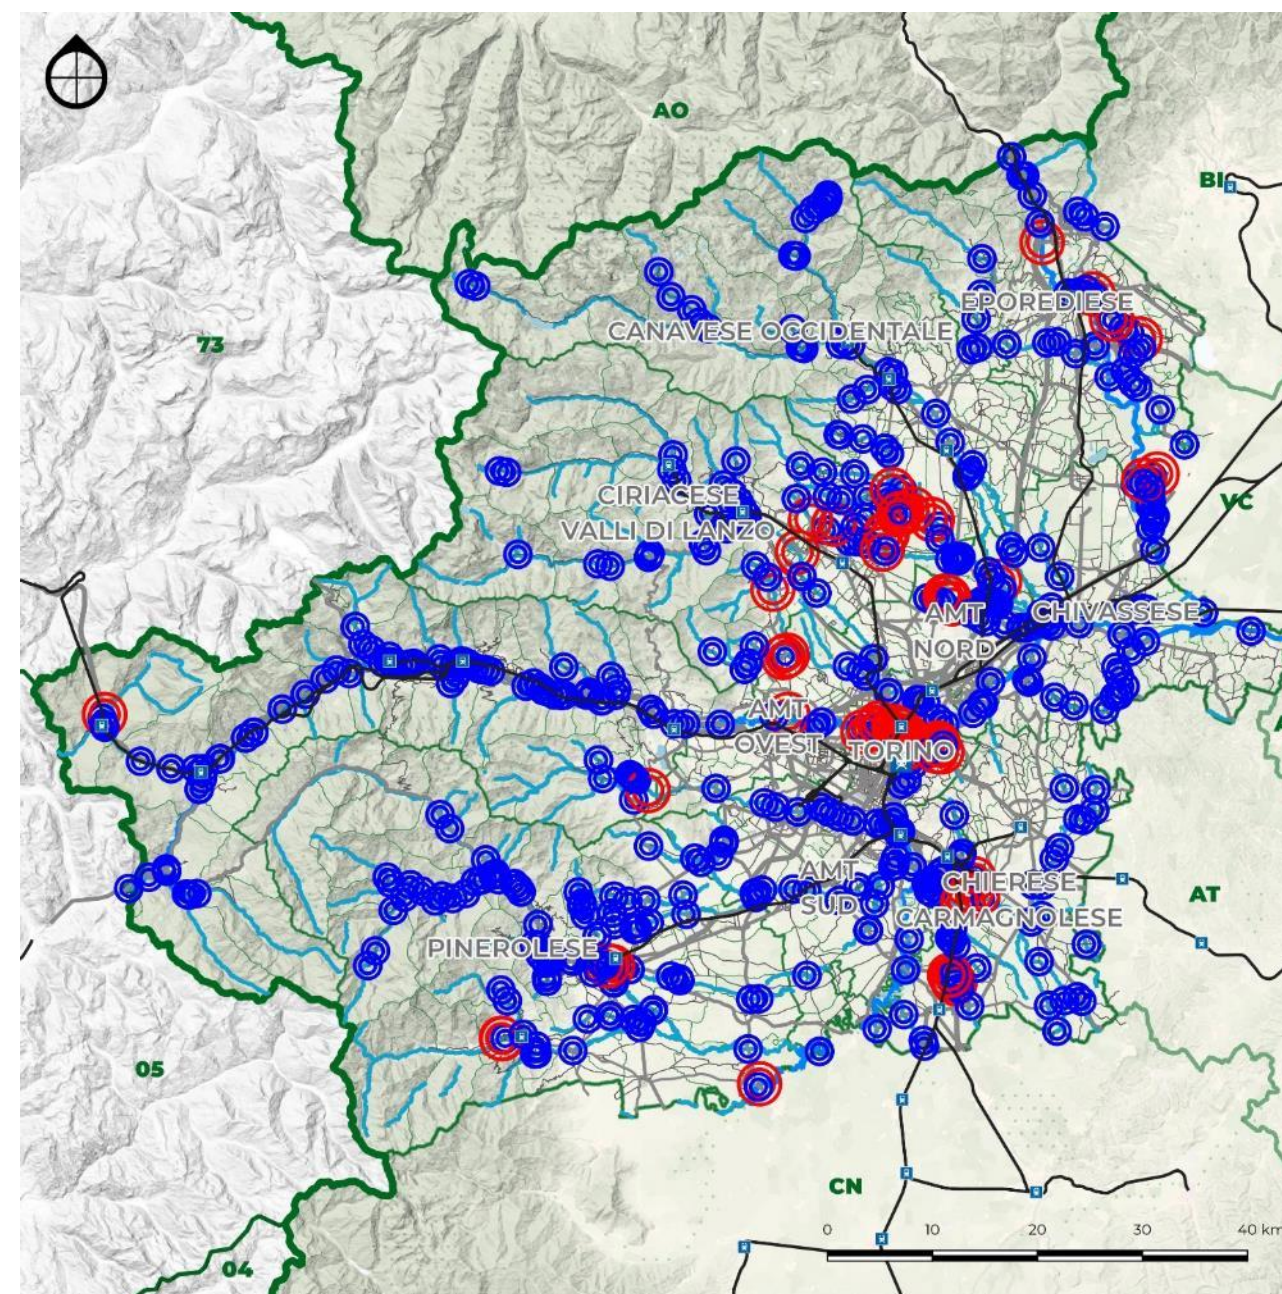 AO
BI
EPOREDIESE
CANAVESE OCCIDENTALE
73
CIRIACESE
VALLI DI LANZO
VC
AMT
NORD
CHIVASSESE
AMT
OVEST
TORINO
AMT
SUD
CHIERESE
CARMAGNOLESE
AT
PINEROLESE
05
CN
04
0 10 20 30 40 km